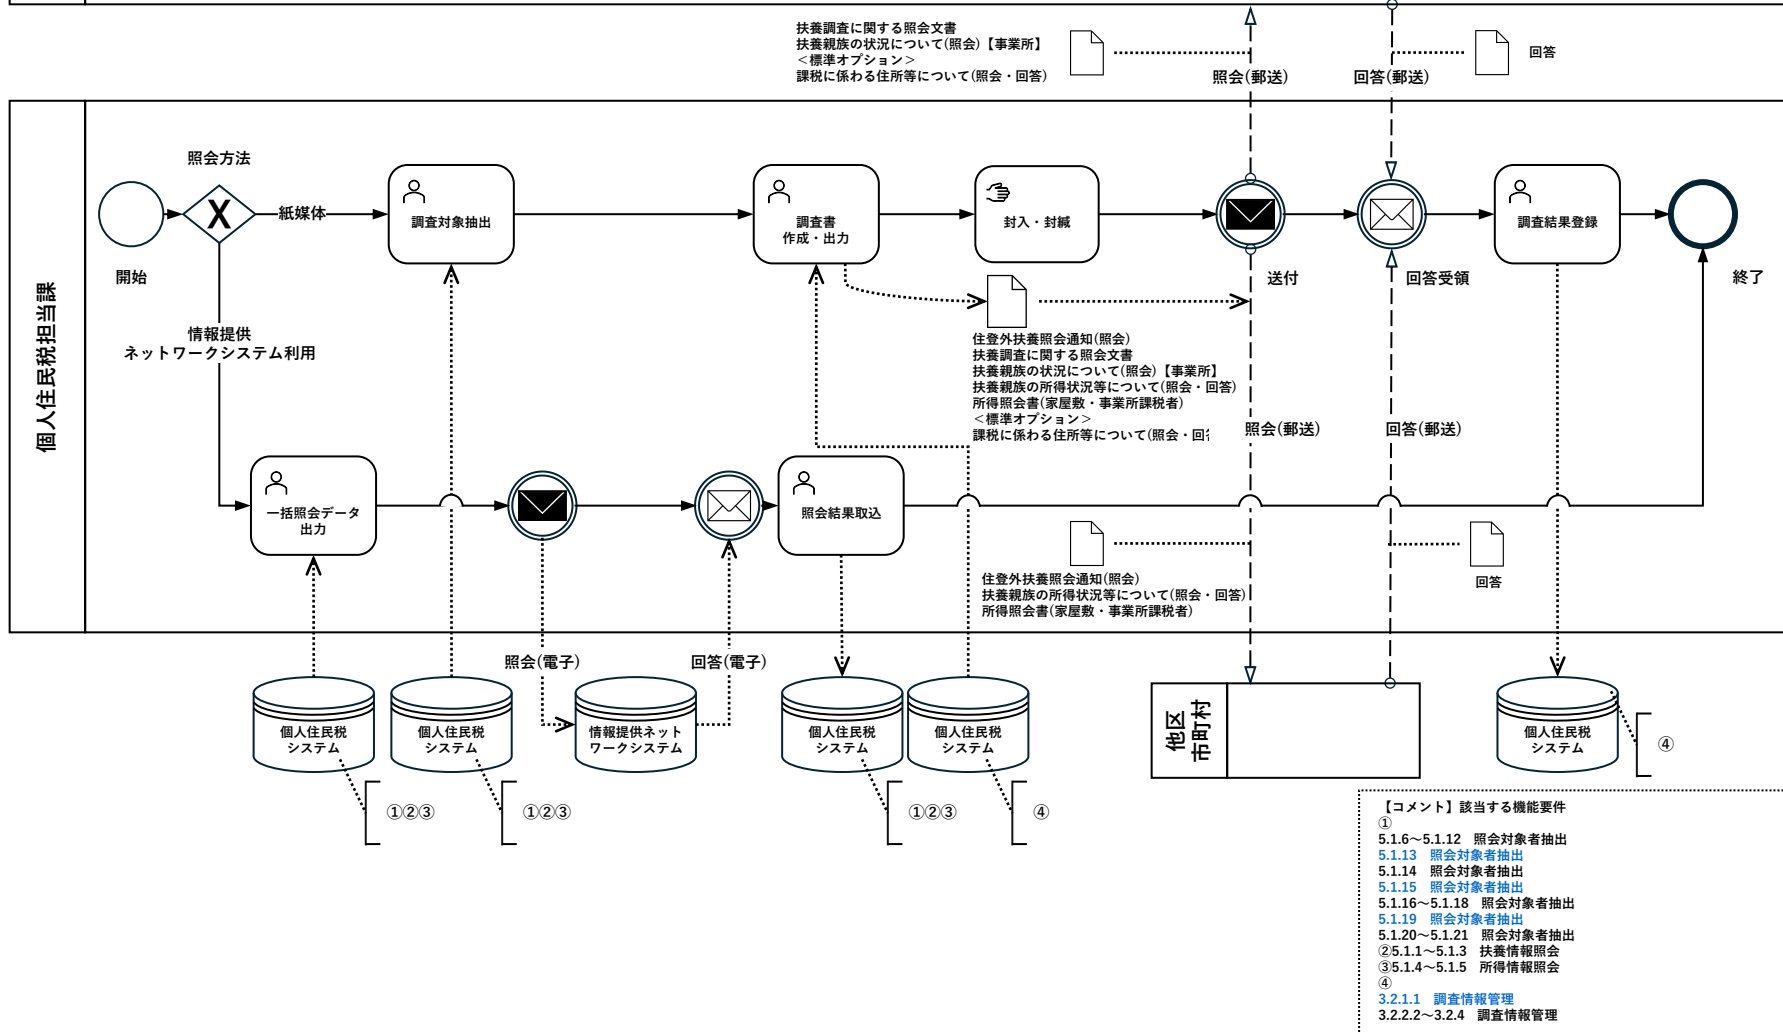 扶養調査に関する照会文書
扶養親族の状況について(照会)【事業所】
＜標準オプション＞
課税に係わる住所等について(照会・回答)
回答
照会(郵送)
回答(郵送)
個人住民税担当課
照会方法
開始
紙媒体
調査対象抽出
調査書
作成・出力
封入・封緘
送付
回答受領
調査結果登録
終了
情報提供
ネットワークシステム利用
住登外扶養照会通知(照会)
扶養調査に関する照会文書
扶養親族の状況について(照会)【事業所】
扶養親族の所得状況等について(照会・回答)
所得照会書(家屋敷・事業所課税者)
＜標準オプション＞
課税に係わる住所等について(照会・回
照会(郵送)
回答(郵送)
一括照会データ
出力
照会結果取込
住登外扶養照会通知(照会)
扶養親族の所得状況等について(照会・回答)
所得照会書(家屋敷・事業所課税者)
回答
照会(電子)
回答(電子)
個人住民税
システム
個人住民税
システム
情報提供ネット
ワークシステム
個人住民税
システム
個人住民税
システム
他区
市町村
個人住民税
システム
①②③
①②③
①②③
④
④
【コメント】該当する機能要件
①
5.1.6～5.1.12　照会対象者抽出
5.1.13　照会対象者抽出
5.1.14　照会対象者抽出
5.1.15　照会対象者抽出
5.1.16～5.1.18　照会対象者抽出
5.1.19　照会対象者抽出
5.1.20～5.1.21　照会対象者抽出
②5.1.1～5.1.3　扶養情報照会
③5.1.4～5.1.5　所得情報照会
④
3.2.1.1　調査情報管理
3.2.2.2～3.2.4　調査情報管理